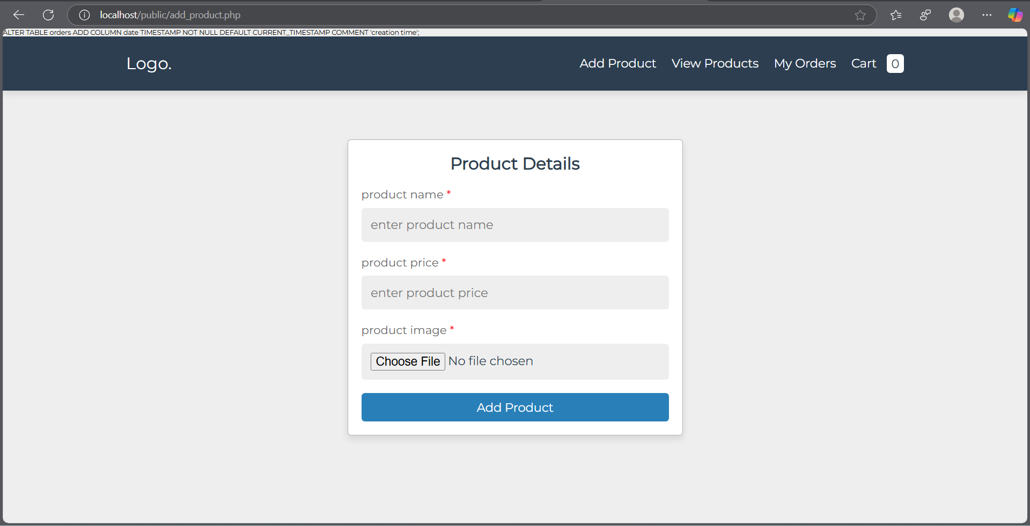 localhost/public/add_product.php
ALTER TABLE orders ADD COLUMN date TIMESTAMP NOT NULL DEFAULT CURRENT_TIMESTAMP COMMENT 'creation time';
Logo. Add Product View Products My Orders Cart 0
Product Details
product name *
enter product name
product price *
enter product price
product image *
Choose File No file chosen
Add Product